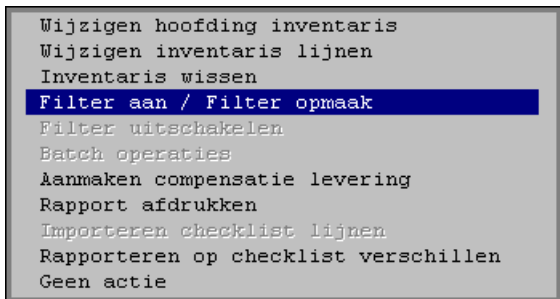 Wijzigen hoofding inventaris
Wijzigen inventaris lijnen
Inventaris wissen
Filter aan / Filter opmaak
Filter uitschakelen
Batch operaties
Aanmaken compensatie levering
Rapport afdrukken
Importeren checklist lijnen
Rapporteren op checklist verschillen
Geen actie